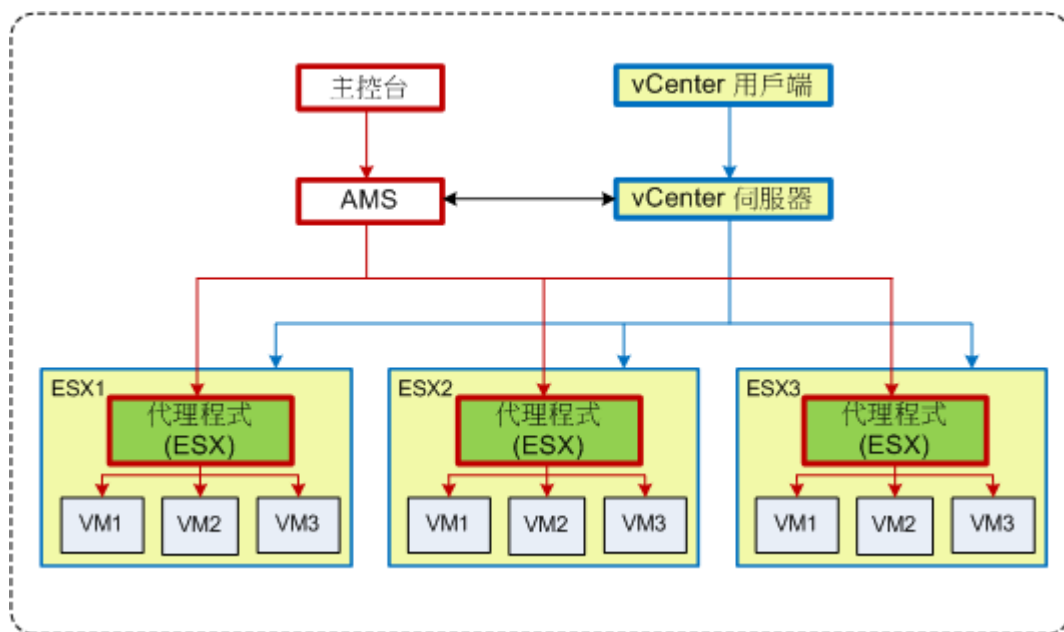 主控台
vCenter 用戶端
AMS
vCenter 伺服器
ESX1
代理程式
(ESX)
VM1
VM2
VM3
ESX2
代理程式
(ESX)
VM1
VM2
VM3
ESX3
代理程式
(ESX)
VM1
VM2
VM3